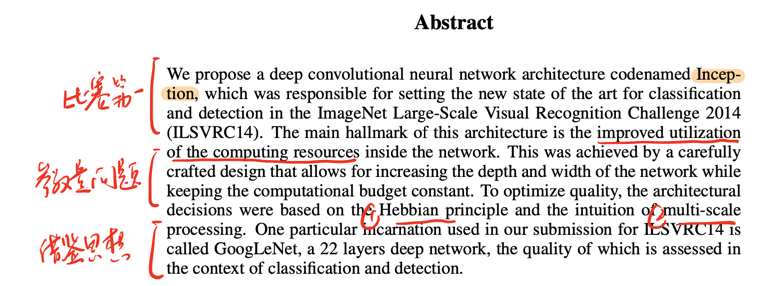 Abstract
比赛第一
We propose a deep convolutional neural network architecture codenamed Incep-
tion, which was responsible for setting the new state of the art for classification
and detection in the ImageNet Large-Scale Visual Recognition Challenge 2014
(ILSVRC14). The main hallmark of this architecture is the improved utilization
参数量问题
of the computing resources inside the network. This was achieved by a carefully
crafted design that allows for increasing the depth and width of the network while
keeping the computational budget constant. To optimize quality, the architectural
decisions were based on the ① Hebbian principle and the intuition of ② multi-scale
借鉴思想
processing. One particular incarnation used in our submission for ILSVRC14 is
called GoogLeNet, a 22 layers deep network, the quality of which is assessed in
the context of classification and detection.